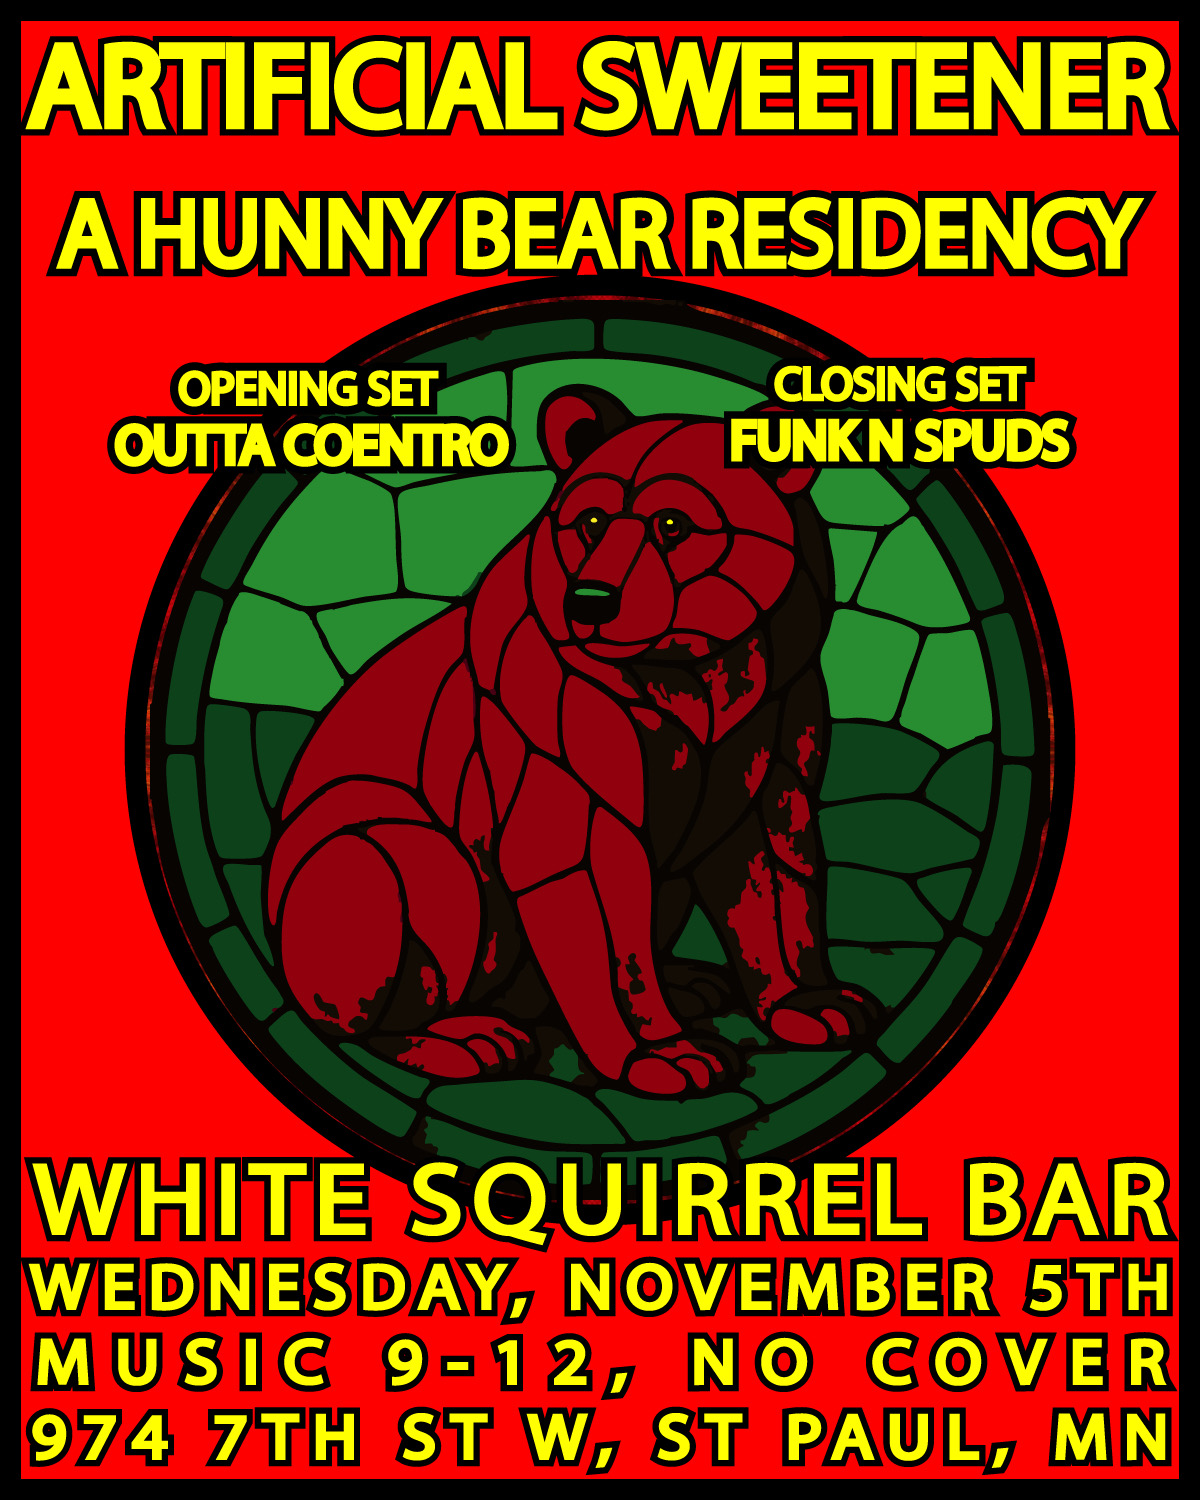 ARTIFICIAL SWEETENER
A HUNNY BEAR RESIDENCY
OPENING SET
OUTTA COENTRO
CLOSING SET
FUNK N SPUDS
WHITE SQUIRREL BAR
WEDNESDAY, NOVEMBER 5TH
MUSIC 9-12, NO COVER
974 7TH ST W, ST PAUL, MN